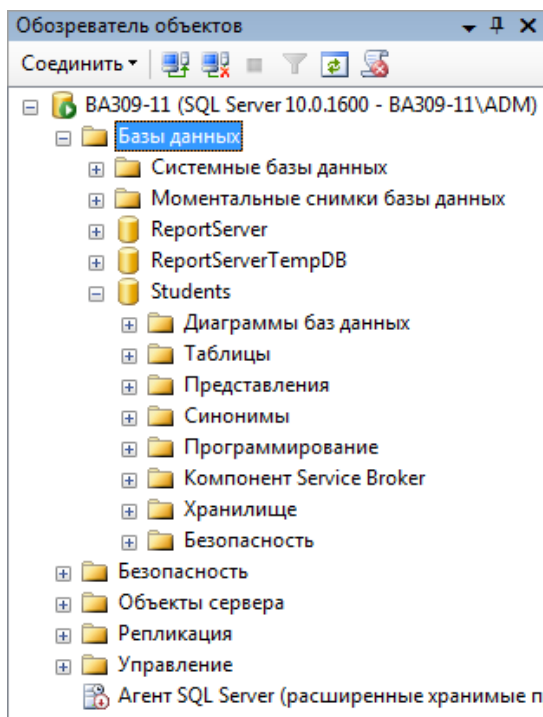 Обозреватель объектов
Соединить
BA309-11 (SQL Server 10.0.1600 - BA309-11\ADM)
Базы данных
Системные базы данных
Моментальные снимки базы данных
ReportServer
ReportServerTempDB
Students
Диаграммы баз данных
Таблицы
Представления
Синонимы
Программирование
Компонент Service Broker
Хранилище
Безопасность
Безопасность
Объекты сервера
Репликация
Управление
Агент SQL Server (расширенные хранимые п